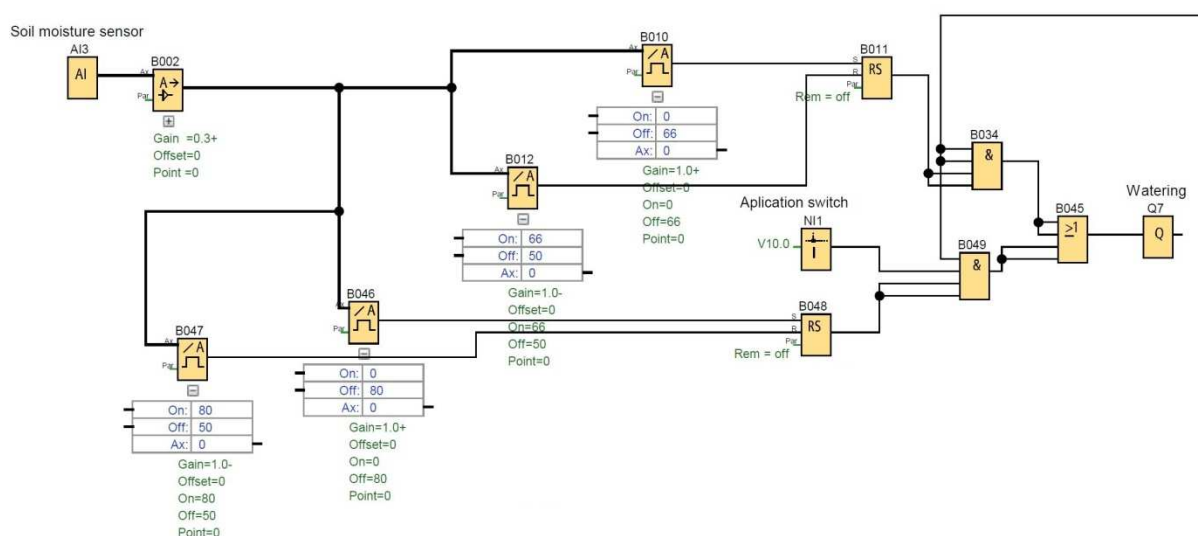 Soil moisture sensor
AI3
AI
B002
Ax
A→
Par
Gain =0.3+
Offset=0
Point =0
B010
/A
Par
On: 0
Off: 66
Ax: 0
Gain=1.0+
Offset=0
On=0
Off=66
Point=0
B011
S
R
RS
Par
Rem = off
B012
Ax
/A
Par
On: 66
Off: 50
Ax: 0
Gain=1.0-
Offset=0
On=66
Off=50
Point=0
B034
&
Aplication switch
NI1
V10.0
I
B045
≥1
Watering
Q7
Q
B049
&
B046
Ax
/A
Par
On: 0
Off: 80
Ax: 0
Gain=1.0+
Offset=0
On=0
Off=80
Point=0
B048
S
R
RS
Par
Rem = off
B047
Ax
/A
Par
On: 80
Off: 50
Ax: 0
Gain=1.0-
Offset=0
On=80
Off=50
Point=0